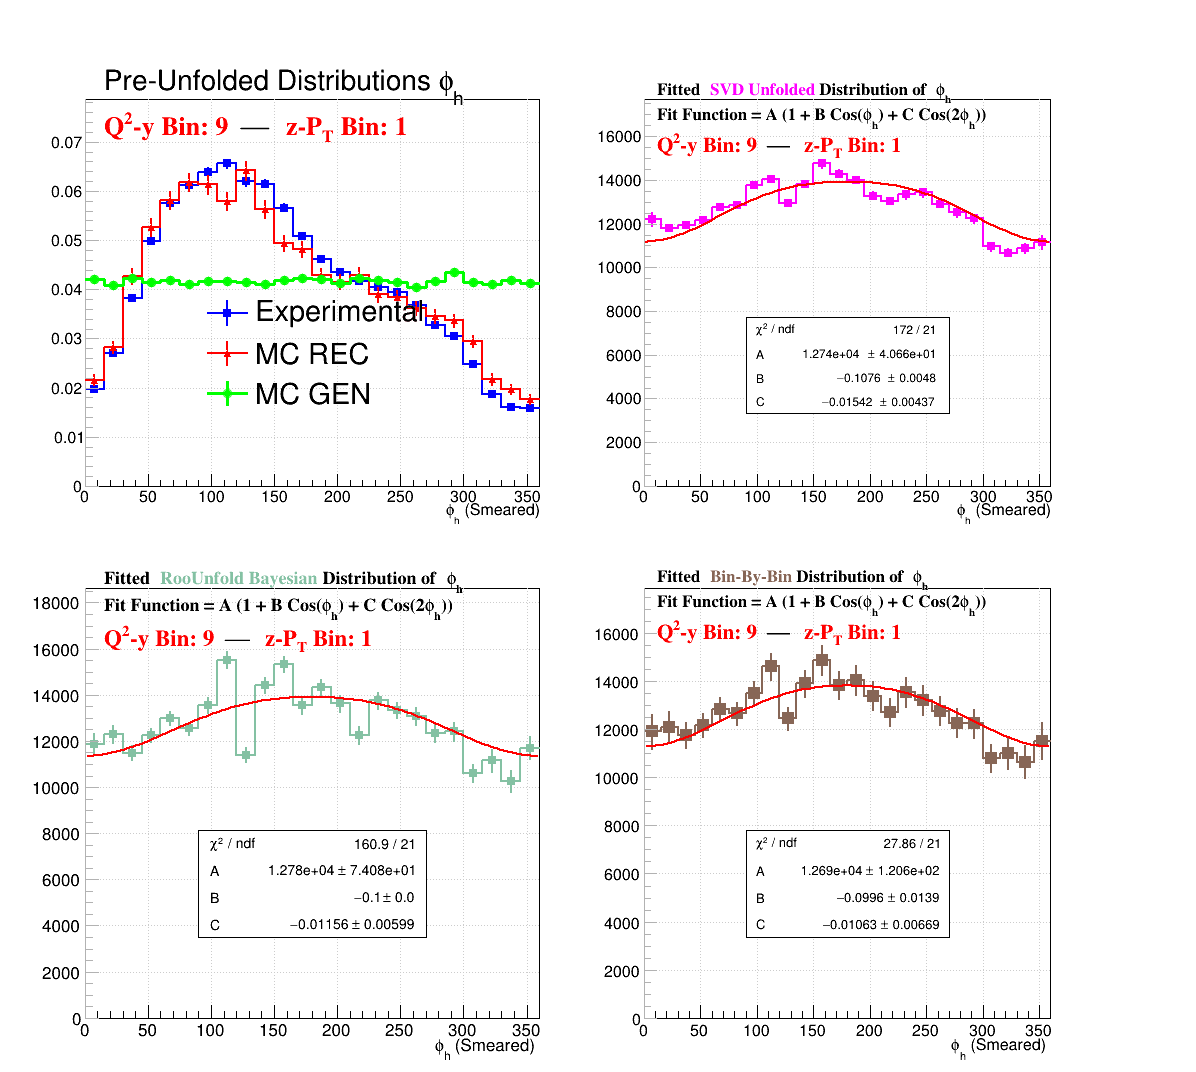 Pre-Unfolded Distributions ϕh
Q2-y Bin: 9 — z-PT Bin: 1
0.07
0.06
0.05
0.04
0.03
0.02
0.01
0
Experimental
MC REC
MC GEN
0 50 100 150 200 250 300 350
ϕh (Smeared)
Fitted SVD Unfolded Distribution of ϕh
Fit Function = A (1 + B Cos(ϕh) + C Cos(2ϕh))
Q2-y Bin: 9 — z-PT Bin: 1
16000
14000
12000
10000
8000
6000
4000
2000
0
χ2 / ndf 172 / 21
A 1.274e+04 ± 4.066e+01
B −0.1076 ± 0.0048
C −0.01542 ± 0.00437
0 50 100 150 200 250 300 350
ϕh (Smeared)
Fitted RooUnfold Bayesian Distribution of ϕh
Fit Function = A (1 + B Cos(ϕh) + C Cos(2ϕh))
Q2-y Bin: 9 — z-PT Bin: 1
18000
16000
14000
12000
10000
8000
6000
4000
2000
0
χ2 / ndf 160.9 / 21
A 1.278e+04 ± 7.408e+01
B −0.1 ± 0.0
C −0.01156 ± 0.00599
0 50 100 150 200 250 300 350
ϕh (Smeared)
Fitted Bin-By-Bin Distribution of ϕh
Fit Function = A (1 + B Cos(ϕh) + C Cos(2ϕh))
Q2-y Bin: 9 — z-PT Bin: 1
16000
14000
12000
10000
8000
6000
4000
2000
0
χ2 / ndf 27.86 / 21
A 1.269e+04 ± 1.206e+02
B −0.0996 ± 0.0139
C −0.01063 ± 0.00669
0 50 100 150 200 250 300 350
ϕh (Smeared)